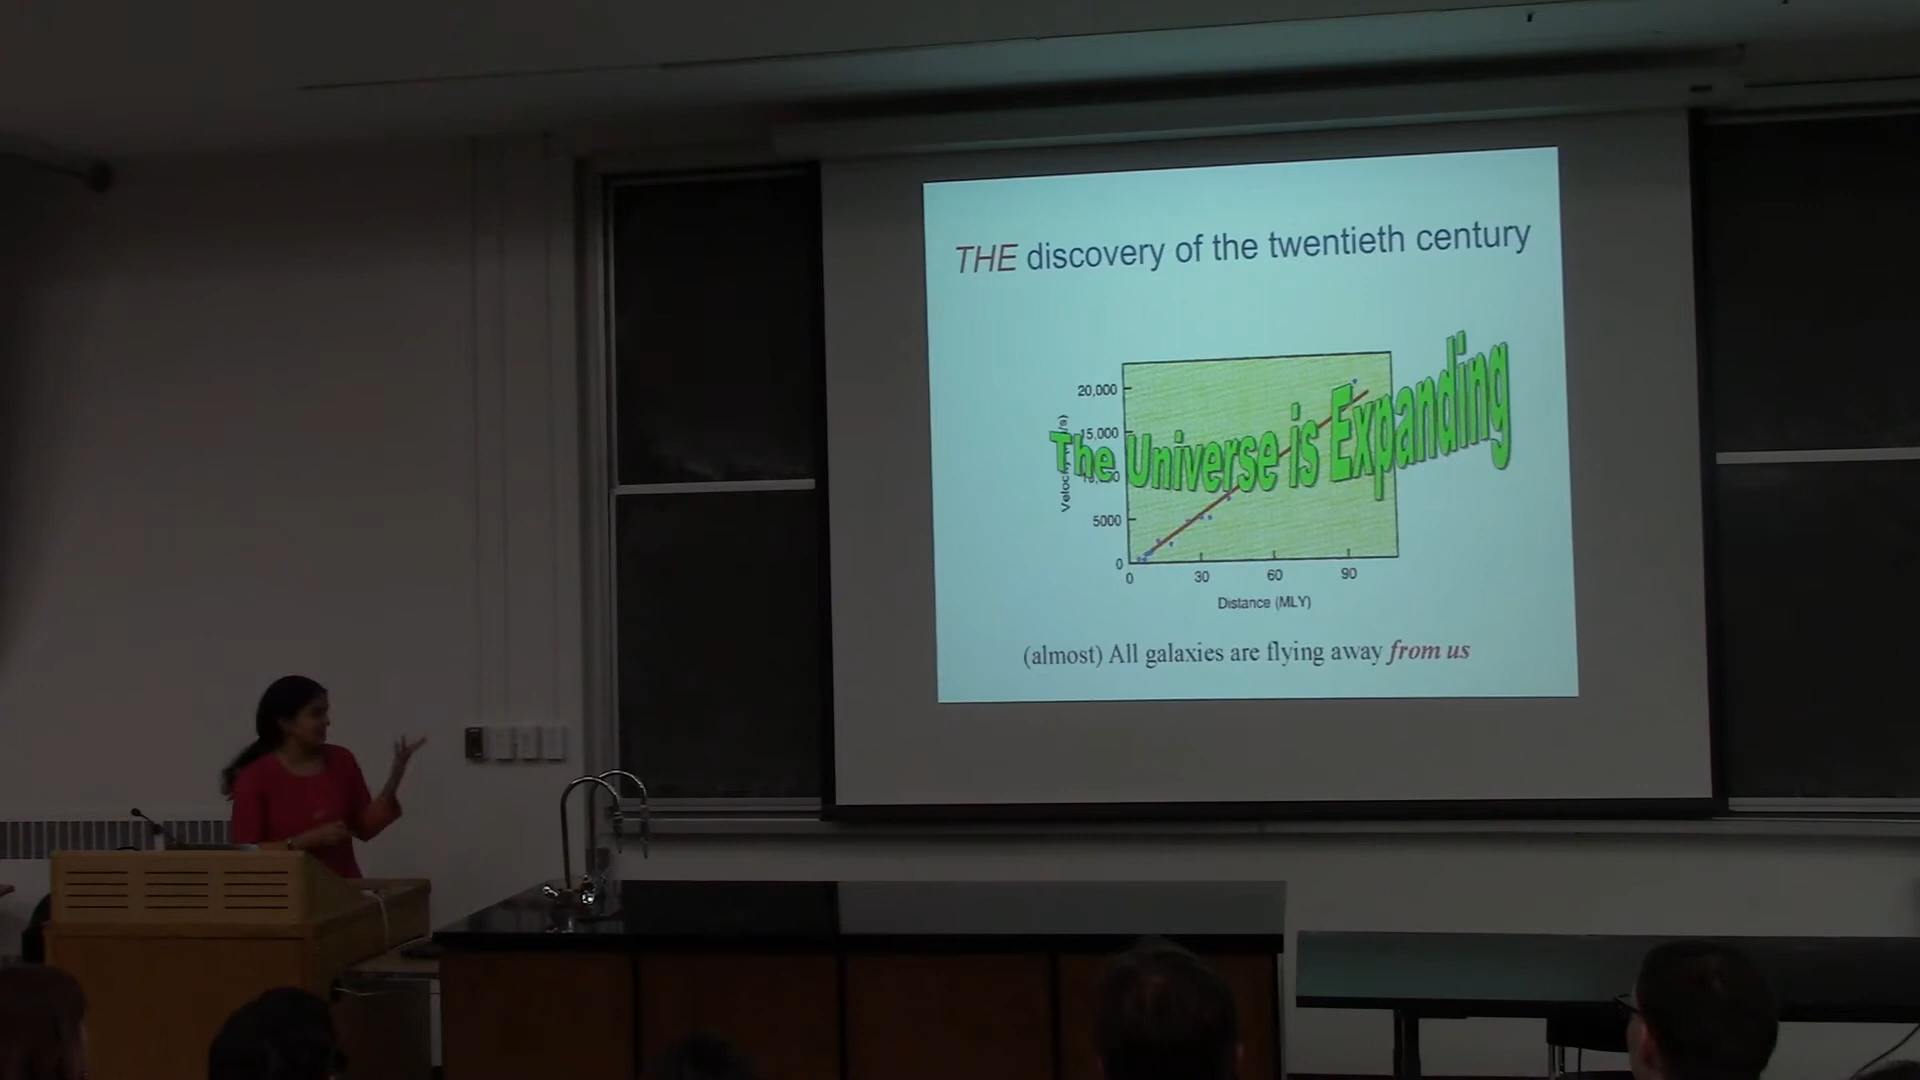 THE discovery of the twentieth century
20,000
15,000
The Universe is Expanding
5000
0
0 30 60 90
Distance (MLY)
(almost) All galaxies are flying away from us